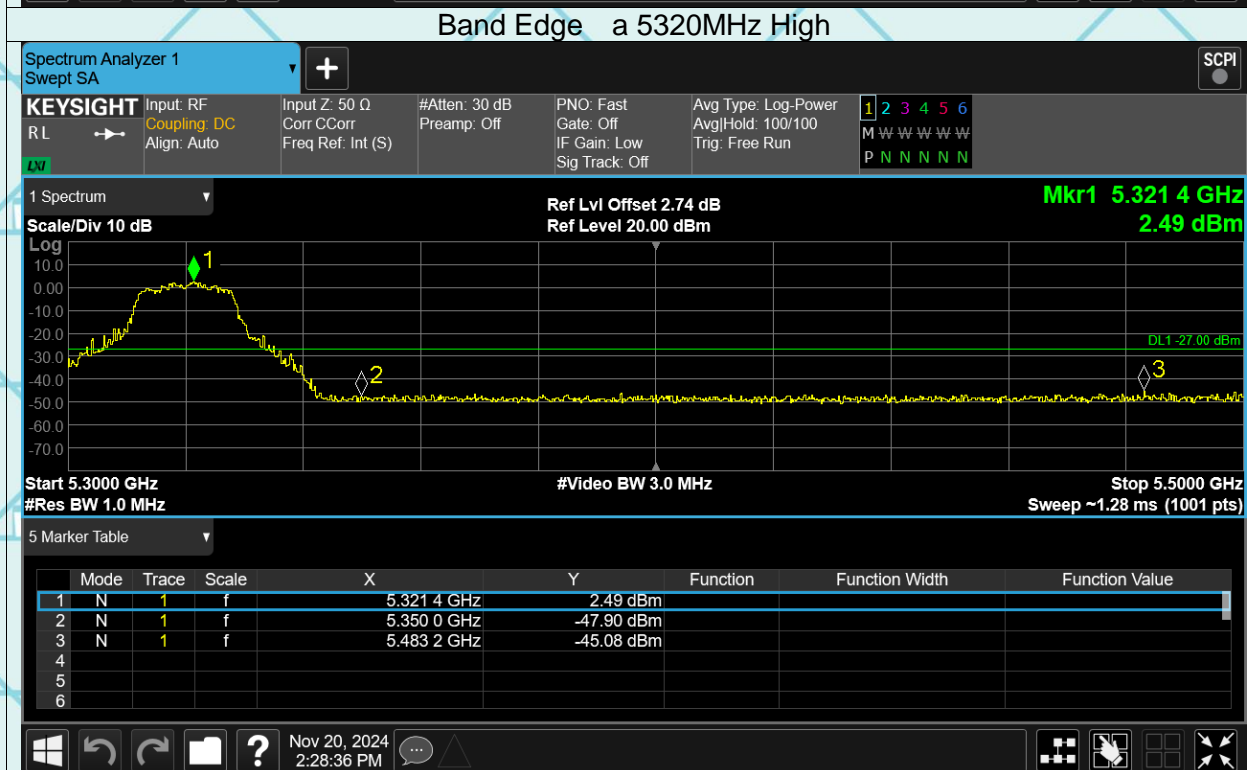 Band Edge a 5320MHz High
Spectrum Analyzer 1
Swept SA
+
SCPI
KEYSIGHT
R L
LXI
Input: RF
Coupling: DC
Align: Auto
Input Z: 50 Ω
Corr CCorr
Freq Ref: Int (S)
#Atten: 30 dB
Preamp: Off
PNO: Fast
Gate: Off
IF Gain: Low
Sig Track: Off
Avg Type: Log-Power
Avg|Hold: 100/100
Trig: Free Run
1 2 3 4 5 6
M W W W W W W
P N N N N N
1 Spectrum
Scale/Div 10 dB
Ref Lvl Offset 2.74 dB
Ref Level 20.00 dBm
Mkr1 5.321 4 GHz
2.49 dBm
Log
10.0
0.00
-10.0
-20.0
-30.0
-40.0
-50.0
-60.0
-70.0
1
2
3
DL1 -27.00 dBm
Start 5.3000 GHz
#Video BW 3.0 MHz
Stop 5.5000 GHz
#Res BW 1.0 MHz
Sweep ~1.28 ms (1001 pts)
5 Marker Table
Mode Trace Scale X Y Function Function Width Function Value
1 N 1 f 5.321 4 GHz 2.49 dBm
2 N 1 f 5.350 0 GHz -47.90 dBm
3 N 1 f 5.483 2 GHz -45.08 dBm
4
5
6
?
Nov 20, 2024
2:28:36 PM